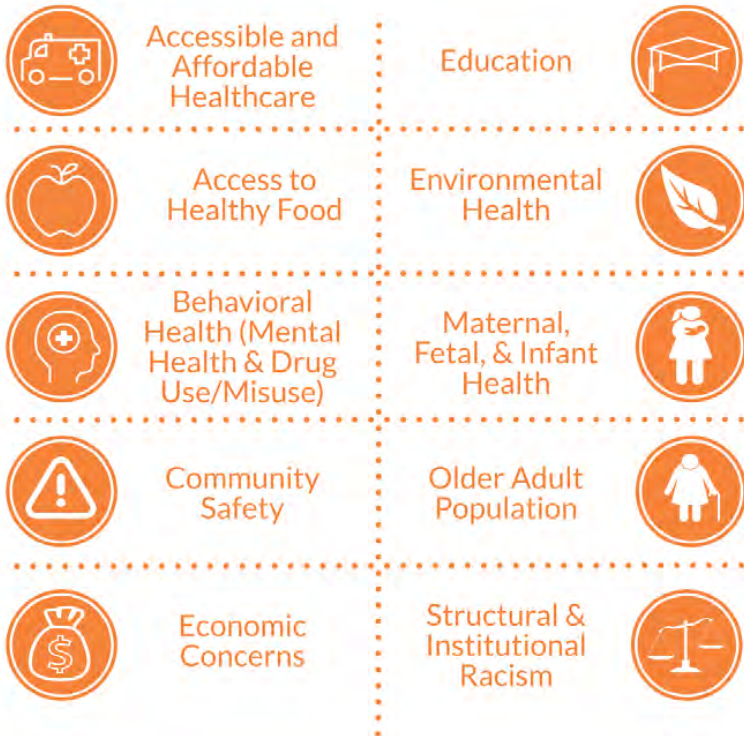 Accessible and
Affordable
Healthcare
Education
Access to
Healthy Food
Environmental
Health
Behavioral
Health (Mental
Health & Drug
Use/Misuse)
Maternal,
Fetal, & Infant
Health
Community
Safety
Older Adult
Population
Economic
Concerns
$
Structural &
Institutional
Racism